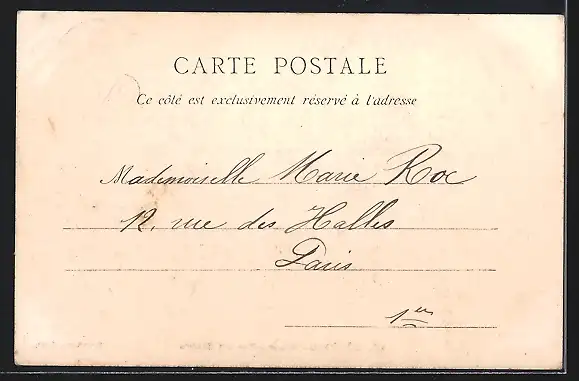 CARTE POSTALE
Ce côté est exclusivement réservé à l'adresse
Mademoiselle Marie Roc
12, rue des Halles
Paris
1er